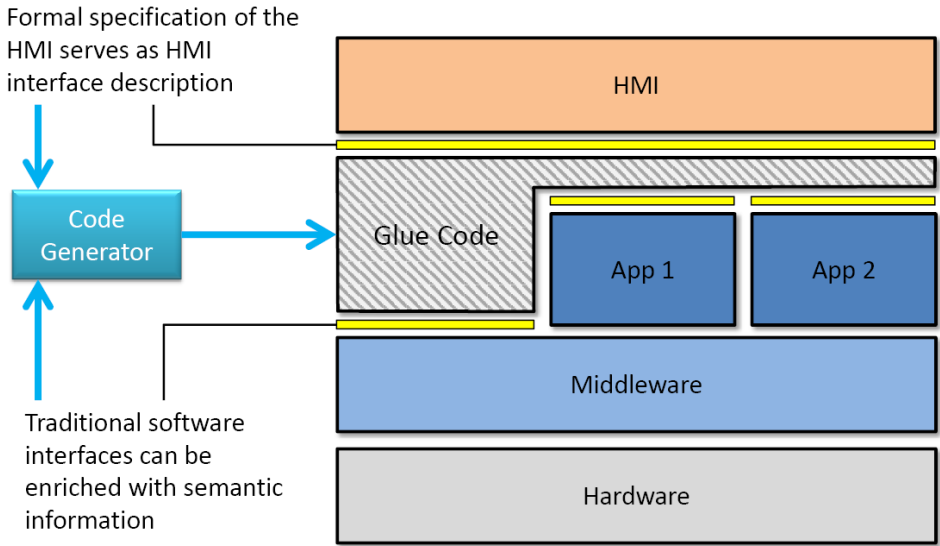 Formal specification of the
HMI serves as HMI
interface description
HMI
Code
Generator
Glue Code
App 1
App 2
Middleware
Traditional software
interfaces can be
enriched with semantic
information
Hardware